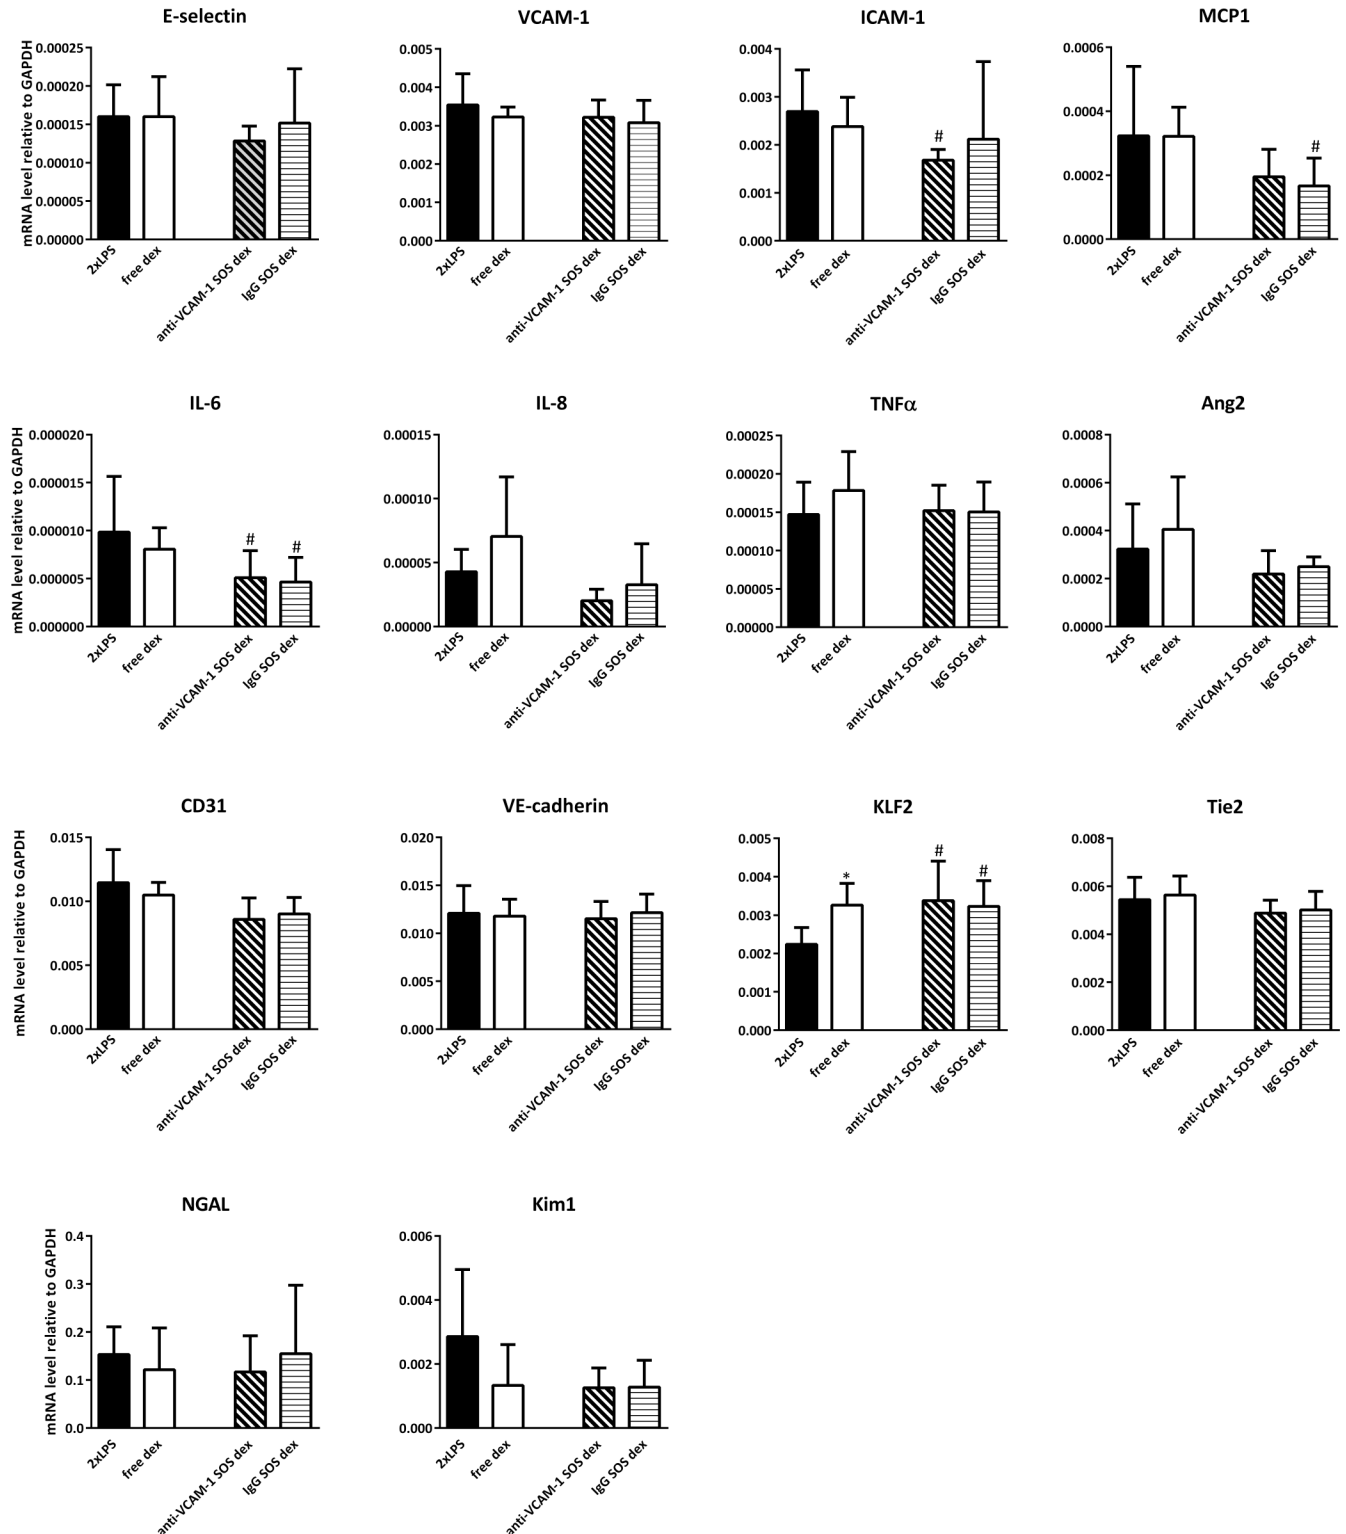 E-selectin
mRNA level relative to GAPDH
0.00025
0.00020
0.00015
0.00010
0.00005
0.00000
2xLPS
free dex
anti-VCAM-1 SOS dex
IgG SOS dex
VCAM-1
0.005
0.004
0.003
0.002
0.001
0.000
2xLPS
free dex
anti-VCAM-1 SOS dex
IgG SOS dex
ICAM-1
0.004
0.003
0.002
0.001
0.000
#
2xLPS
free dex
anti-VCAM-1 SOS dex
IgG SOS dex
MCP1
0.0006
0.0004
0.0002
0.0000
#
2xLPS
free dex
anti-VCAM-1 SOS dex
IgG SOS dex
IL-6
mRNA level relative to GAPDH
0.000020
0.000015
0.000010
0.000005
0.000000
# #
2xLPS
free dex
anti-VCAM-1 SOS dex
IgG SOS dex
IL-8
0.00015
0.00010
0.00005
0.00000
2xLPS
free dex
anti-VCAM-1 SOS dex
IgG SOS dex
TNFα
0.00025
0.00020
0.00015
0.00010
0.00005
0.00000
2xLPS
free dex
anti-VCAM-1 SOS dex
IgG SOS dex
Ang2
0.0008
0.0006
0.0004
0.0002
0.0000
2xLPS
free dex
anti-VCAM-1 SOS dex
IgG SOS dex
CD31
mRNA level relative to GAPDH
0.015
0.010
0.005
0.000
2xLPS
free dex
anti-VCAM-1 SOS dex
IgG SOS dex
VE-cadherin
0.020
0.015
0.010
0.005
0.000
2xLPS
free dex
anti-VCAM-1 SOS dex
IgG SOS dex
KLF2
0.005
0.004
0.003
0.002
0.001
0.000
* # #
2xLPS
free dex
anti-VCAM-1 SOS dex
IgG SOS dex
Tie2
0.008
0.006
0.004
0.002
0.000
2xLPS
free dex
anti-VCAM-1 SOS dex
IgG SOS dex
NGAL
mRNA level relative to GAPDH
0.4
0.3
0.2
0.1
0.0
2xLPS
free dex
anti-VCAM-1 SOS dex
IgG SOS dex
Kim1
0.006
0.004
0.002
0.000
2xLPS
free dex
anti-VCAM-1 SOS dex
IgG SOS dex